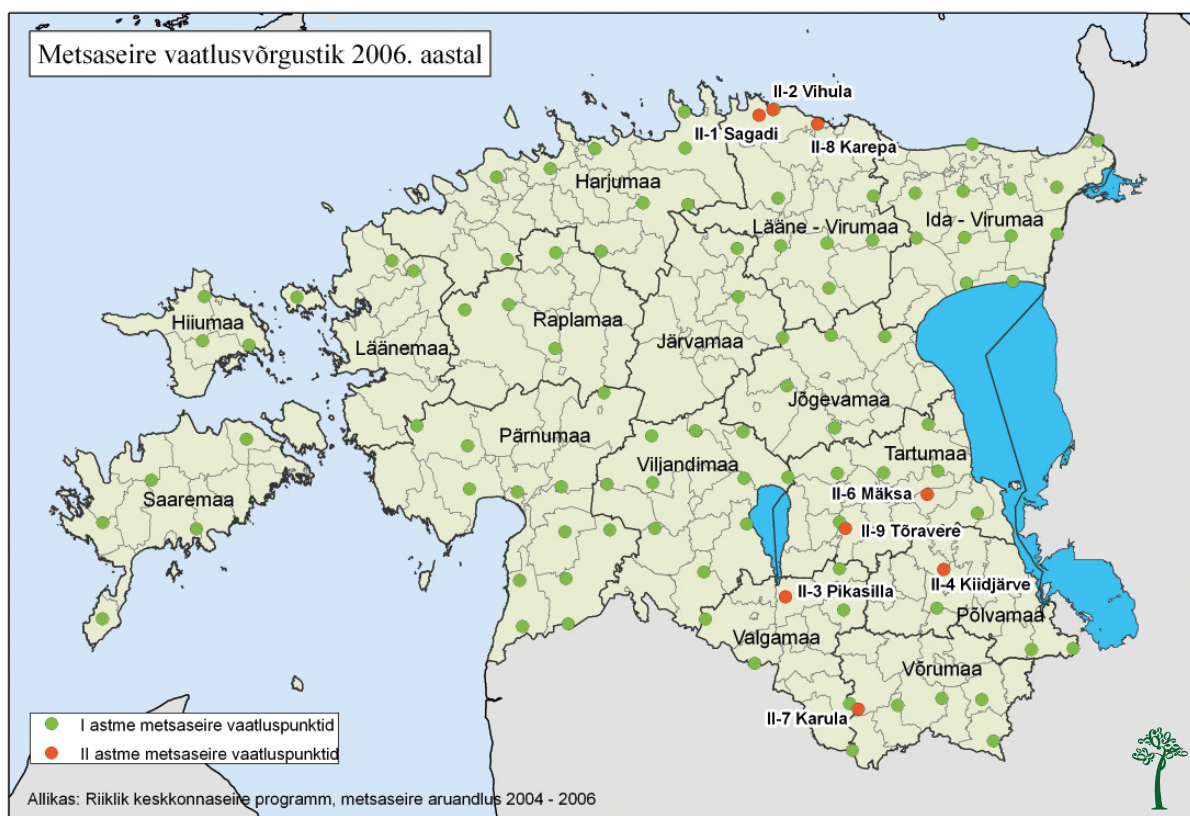 Metsaseire vaatlusvõrgustik 2006. aastal
II-2 Vihula
II-1 Sagadi
II-8 Karepa
Harjumaa
Lääne - Virumaa
Ida - Virumaa
Hiiumaa
Läänemaa
Raplamaa
Järvamaa
Jõgevamaa
Pärnumaa
Viljandimaa
Tartumaa
Saaremaa
II-6 Mäksa
II-9 Tõravere
II-4 Kiidjärve
II-3 Pikasilla
Põlvamaa
Valgamaa
Võrumaa
II-7 Karula
I astme metsaseire vaatluspunktid
II astme metsaseire vaatluspunktid
Allikas: Riiklik keskkonnaseire programm, metsaseire aruandlus 2004 - 2006